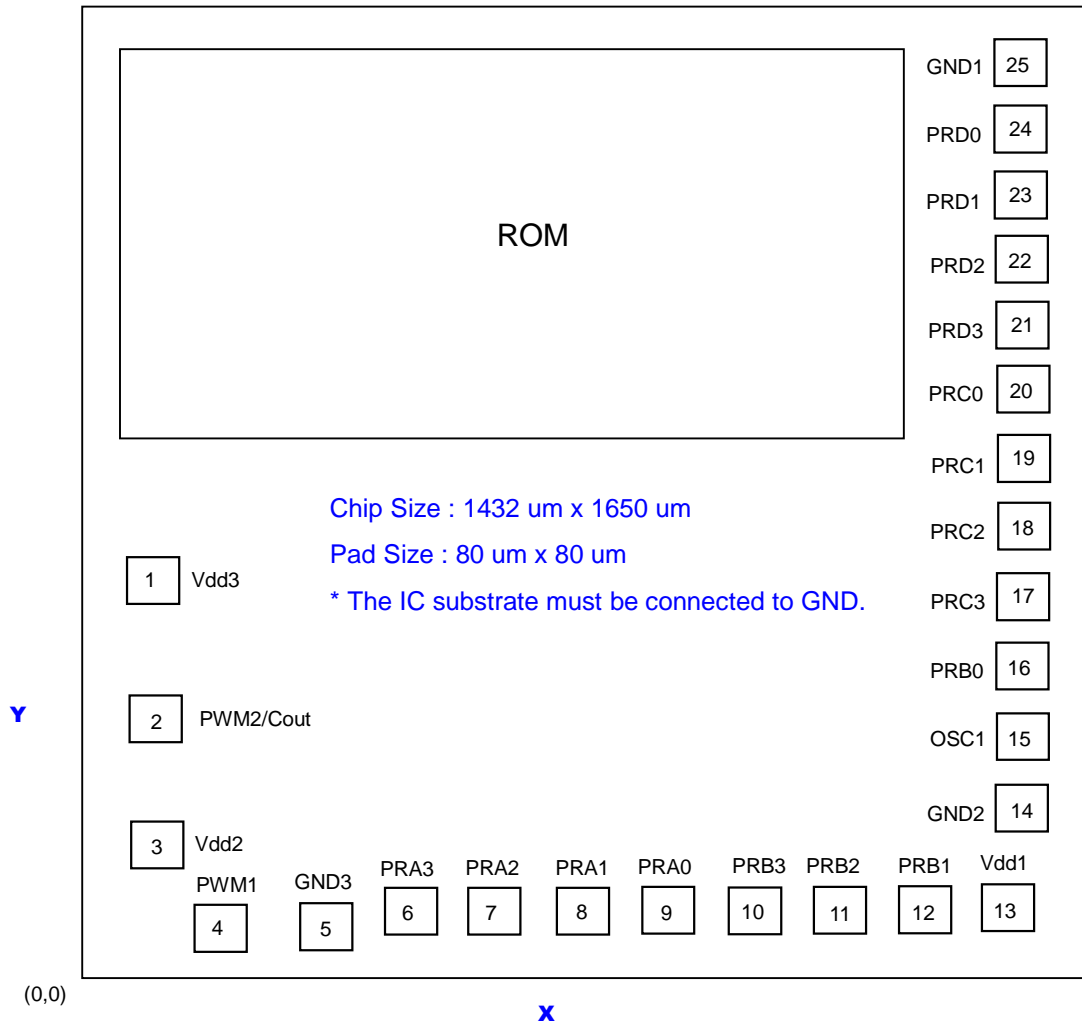 GND1 25
PRD0 24
PRD1 23
ROM
PRD2 22
PRD3 21
PRC0 20
PRC1 19
Chip Size : 1432 um x 1650 um
PRC2 18
Pad Size : 80 um x 80 um
1 Vdd3
* The IC substrate must be connected to GND.
PRC3 17
PRB0 16
Y
2 PWM2/Cout
OSC1 15
GND2 14
3 Vdd2
PWM1 GND3 PRA3 PRA2 PRA1 PRA0 PRB3 PRB2 PRB1 Vdd1
4 5 6 7 8 9 10 11 12 13
(0,0)
X